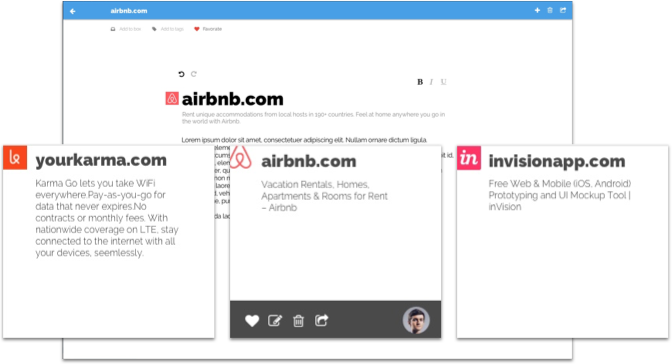 airbnb.com
Add to box
Add to tags
Favorate
B I U
airbnb.com
Rent unique accommodations from local hosts in 190+ countries. Feel at home anywhere you go in
the world with Airbnb
Lorem ipsum dolor sit amet, consectetuer adipiscing elit. Nullam ornare dictum ligula
yourkarma.com
Karma Go lets you take WiFi
everywhere.Pay-as-you-go for
data that never expires.No
contracts or monthly fees. With
nationwide coverage on LTE, stay
connected to the internet with all
your devices, seemlessly.
airbnb.com
Vacation Rentals, Homes,
Apartments & Rooms for Rent
– Airbnb
in
invisionapp.com
Free Web & Mobile (iOS, Android)
Prototyping and UI Mockup Tool |
inVision